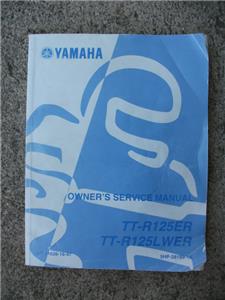 YAMAHA
OWNER'S SERVICE MANUAL
TT-R125ER
TT-R125LWER